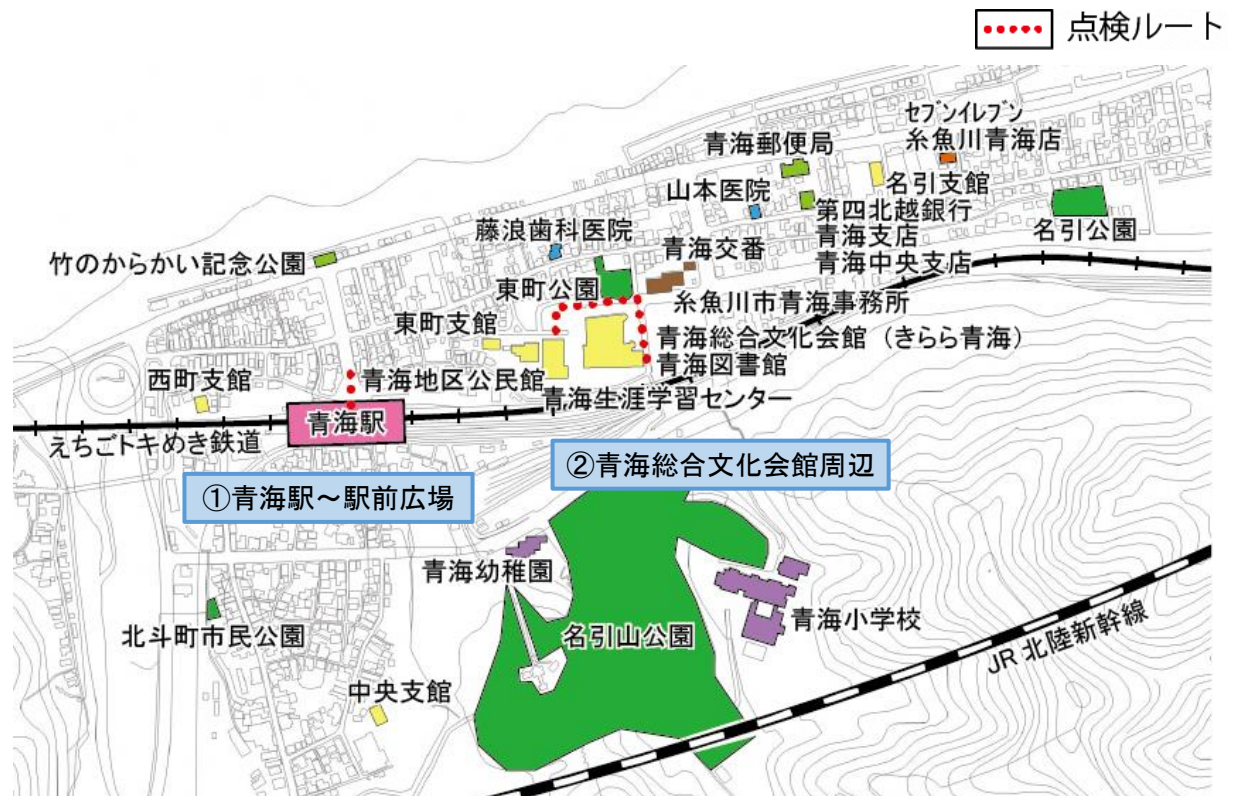 点検ルート
セブンイレブン
糸魚川青海店
青海郵便局
山本医院
名引支館
第四北越銀行
青海支店
青海中央支店
名引公園
藤浪歯科医院
青海交番
竹のからかい記念公園
東町公園
糸魚川市青海事務所
東町支館
青海総合文化会館（きらら青海）
青海図書館
西町支館
青海地区公民館
青海生涯学習センター
青海駅
えちごトキめき鉄道
②青海総合文化会館周辺
①青海駅～駅前広場
青海幼稚園
北斗町市民公園
名引山公園
青海小学校
JR北陸新幹線
中央支館